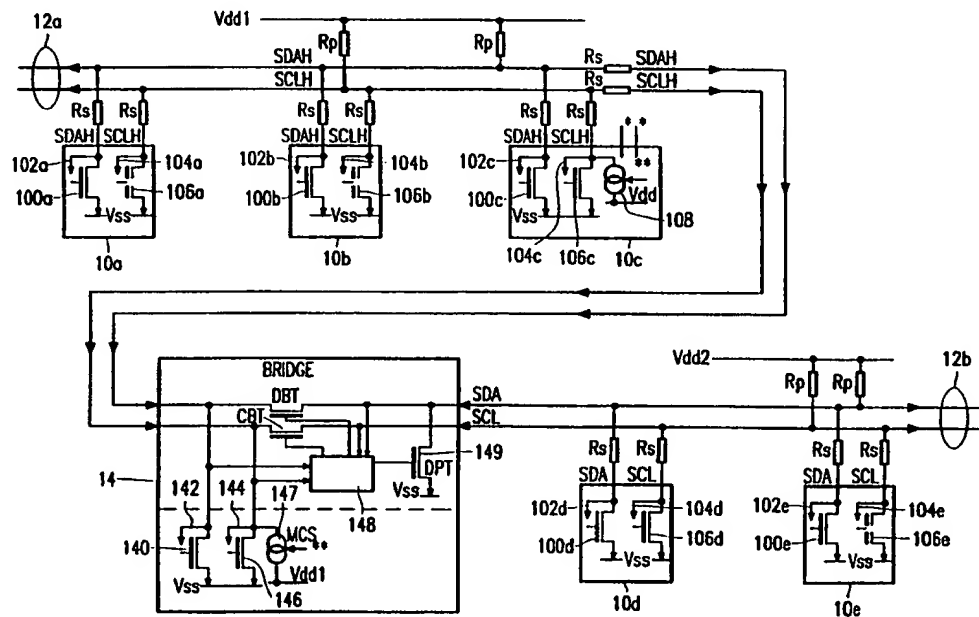 12a
Vdd1
Rp
Rp
Rs
SDAH
SCLH
SDAH
Rs
SCLH
Rs
Rs
Rs
Rs
Rs
Rs
SDAH
SCLH
SDAH
SCLH
SDAH
SCLH
* *
**
102a
104a
102b
104b
102c
100a
106a
100b
106b
100c
Vdd
Vss
Vss
Vss
108
104c
106c
10c
10a
10b
BRIDGE
Vdd2
12b
DBT
SDA
Rp
Rp
CBT
SCL
149
Rs
Rs
Rs
Rs
14
DPT
SDA
SCL
SDA
SCL
142
144
147
148
Vss
102d
104d
102e
104e
140
MCS
**
100d
106d
100e
106e
Vss
Vdd1
Vss
Vss
146
10d
10e